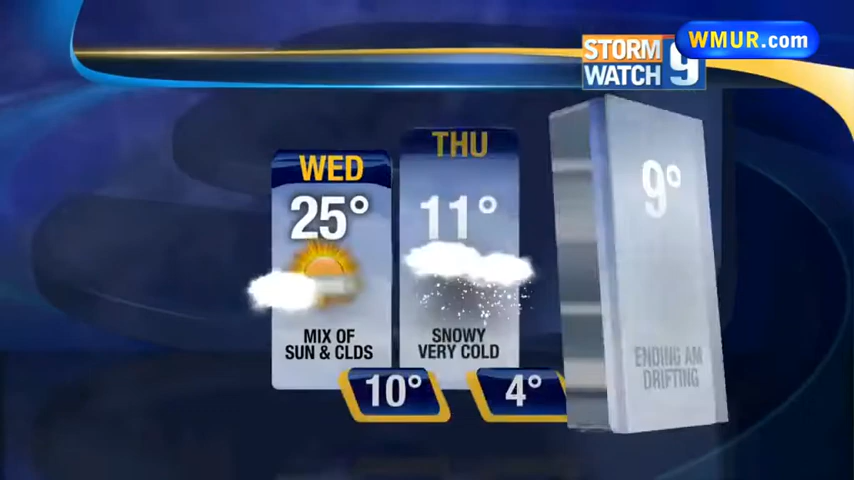 WMUR.com
STORM
WATCH 9
WED
25°
MIX OF
SUN & CLDS
10°
THU
11°
SNOWY
VERY COLD
4°
9°
ENDING AM
DRIFTING